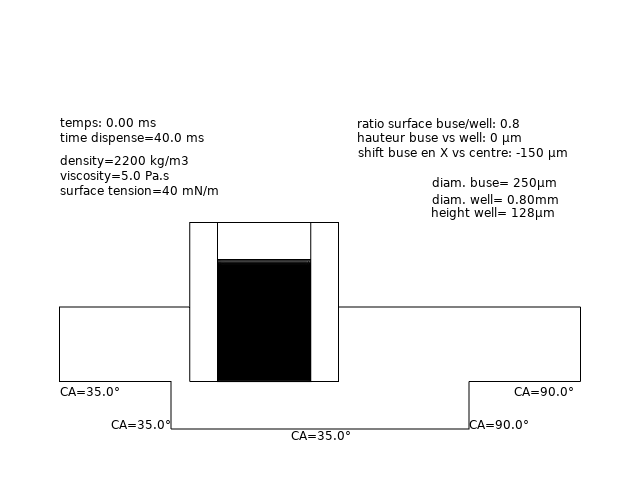 temps: 0.00 ms
time dispense=40.0 ms
density=2200 kg/m3
viscosity=5.0 Pa.s
surface tension=40 mN/m
ratio surface buse/well: 0.8
hauteur buse vs well: 0 µm
shift buse en X vs centre: -150 µm
diam. buse= 250µm
diam. well= 0.80mm
height well= 128µm
CA=35.0°
CA=90.0°
CA=35.0°
CA=90.0°
CA=35.0°